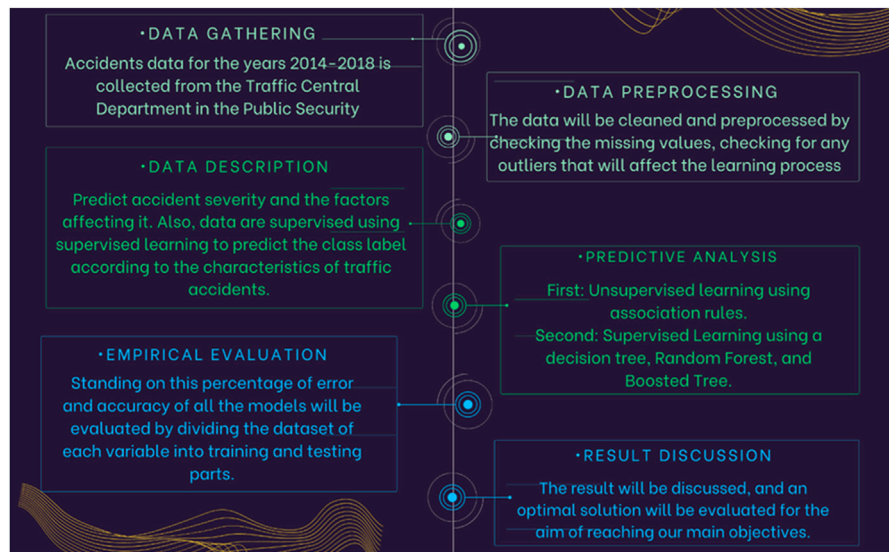 •DATA GATHERING
Accidents data for the years 2014-2018 is
collected from the Traffic Central
Department in the Public Security
•DATA PREPROCESSING
The data will be cleaned and preprocessed by
checking the missing values, checking for any
outliers that will affect the learning process
•DATA DESCRIPTION
Predict accident severity and the factors
affecting it. Also, data are supervised using
supervised learning to predict the class label
according to the characteristics of traffic
accidents.
•PREDICTIVE ANALYSIS
First: Unsupervised learning using
association rules.
Second: Supervised Learning using a
decision tree, Random Forest, and
Boosted Tree.
•EMPIRICAL EVALUATION
Standing on this percentage of error
and accuracy of all the models will be
evaluated by dividing the dataset of
each variable into training and testing
parts.
•RESULT DISCUSSION
The result will be discussed, and an
optimal solution will be evaluated for the
aim of reaching our main objectives.